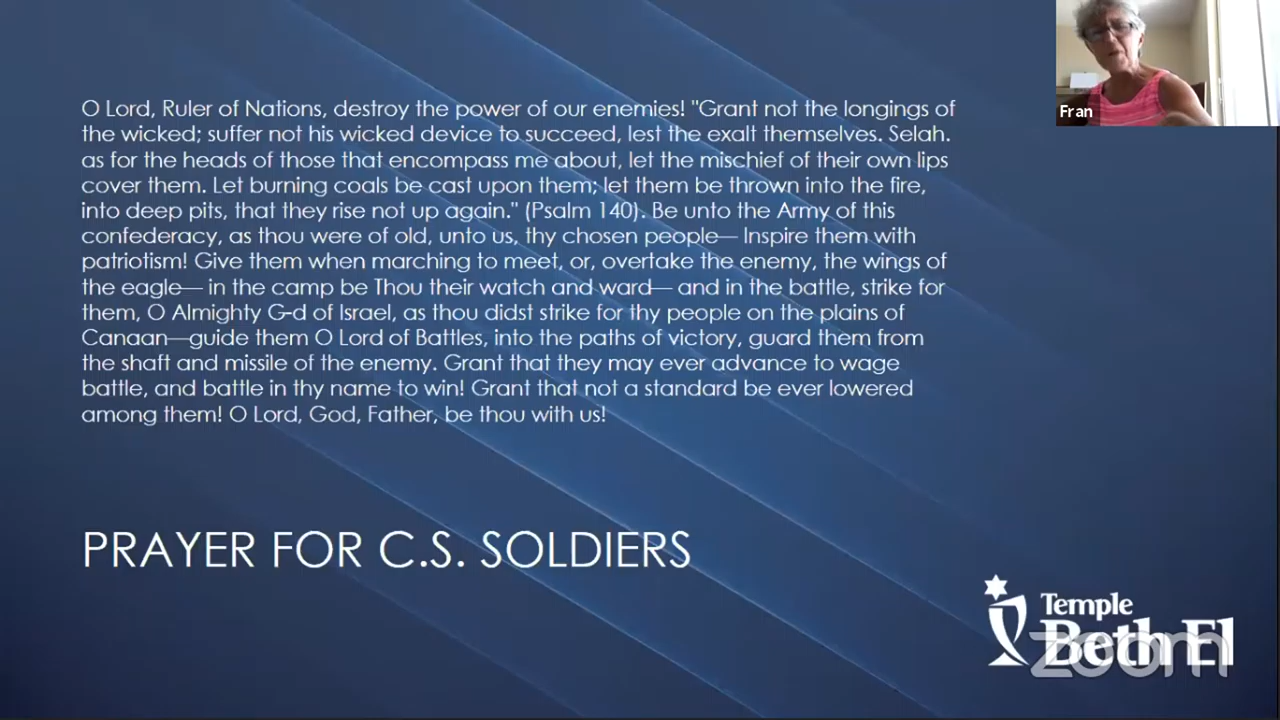 O Lord, Ruler of Nations, destroy the power of our enemies! "Grant not the longings of
the wicked; suffer not his wicked device to succeed, lest the exalt themselves. Selah.
as for the heads of those that encompass me about, let the mischief of their own lips
cover them. Let burning coals be cast upon them; let them be thrown into the fire,
into deep pits, that they rise not up again." (Psalm 140). Be unto the Army of this
confederacy, as thou were of old, unto us, thy chosen people— Inspire them with
patriotism! Give them when marching to meet, or, overtake the enemy, the wings of
the eagle— in the camp be Thou their watch and ward— and in the battle, strike for
them, O Almighty G-d of Israel, as thou didst strike for thy people on the plains of
Canaan—guide them O Lord of Battles, into the paths of victory, guard them from
the shaft and missile of the enemy. Grant that they may ever advance to wage
battle, and battle in thy name to win! Grant that not a standard be ever lowered
among them! O Lord, God, Father, be thou with us!
PRAYER FOR C.S. SOLDIERS
Fran
Temple
Beth El
zoom